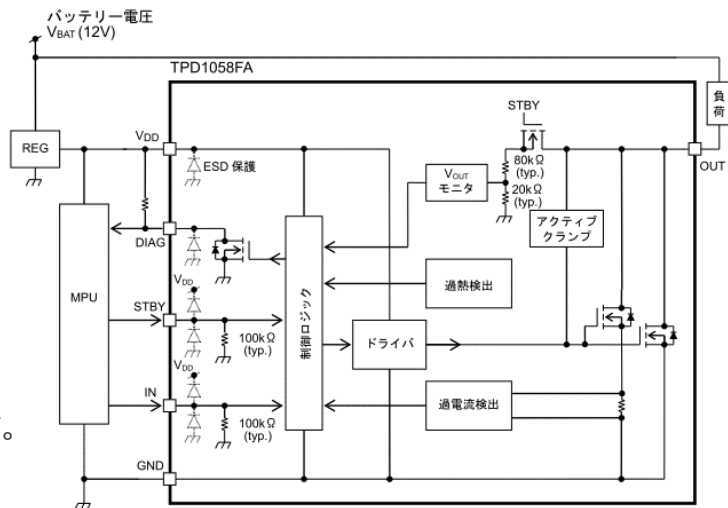 バッテリー電圧
VBAT (12V)
TPD1058FA
負
荷
STBY
REG
VDD
OUT
ESD 保護
80kΩ
(typ.)
VOUT
モニタ
20kΩ
(typ.)
アクティブ
クランプ
DIAG
MPU
VDD
過熱検出
STBY
100kΩ
(typ.)
制御ロジック
ドライバ
VDD
IN
100kΩ
(typ.)
過電流検出
。
GND